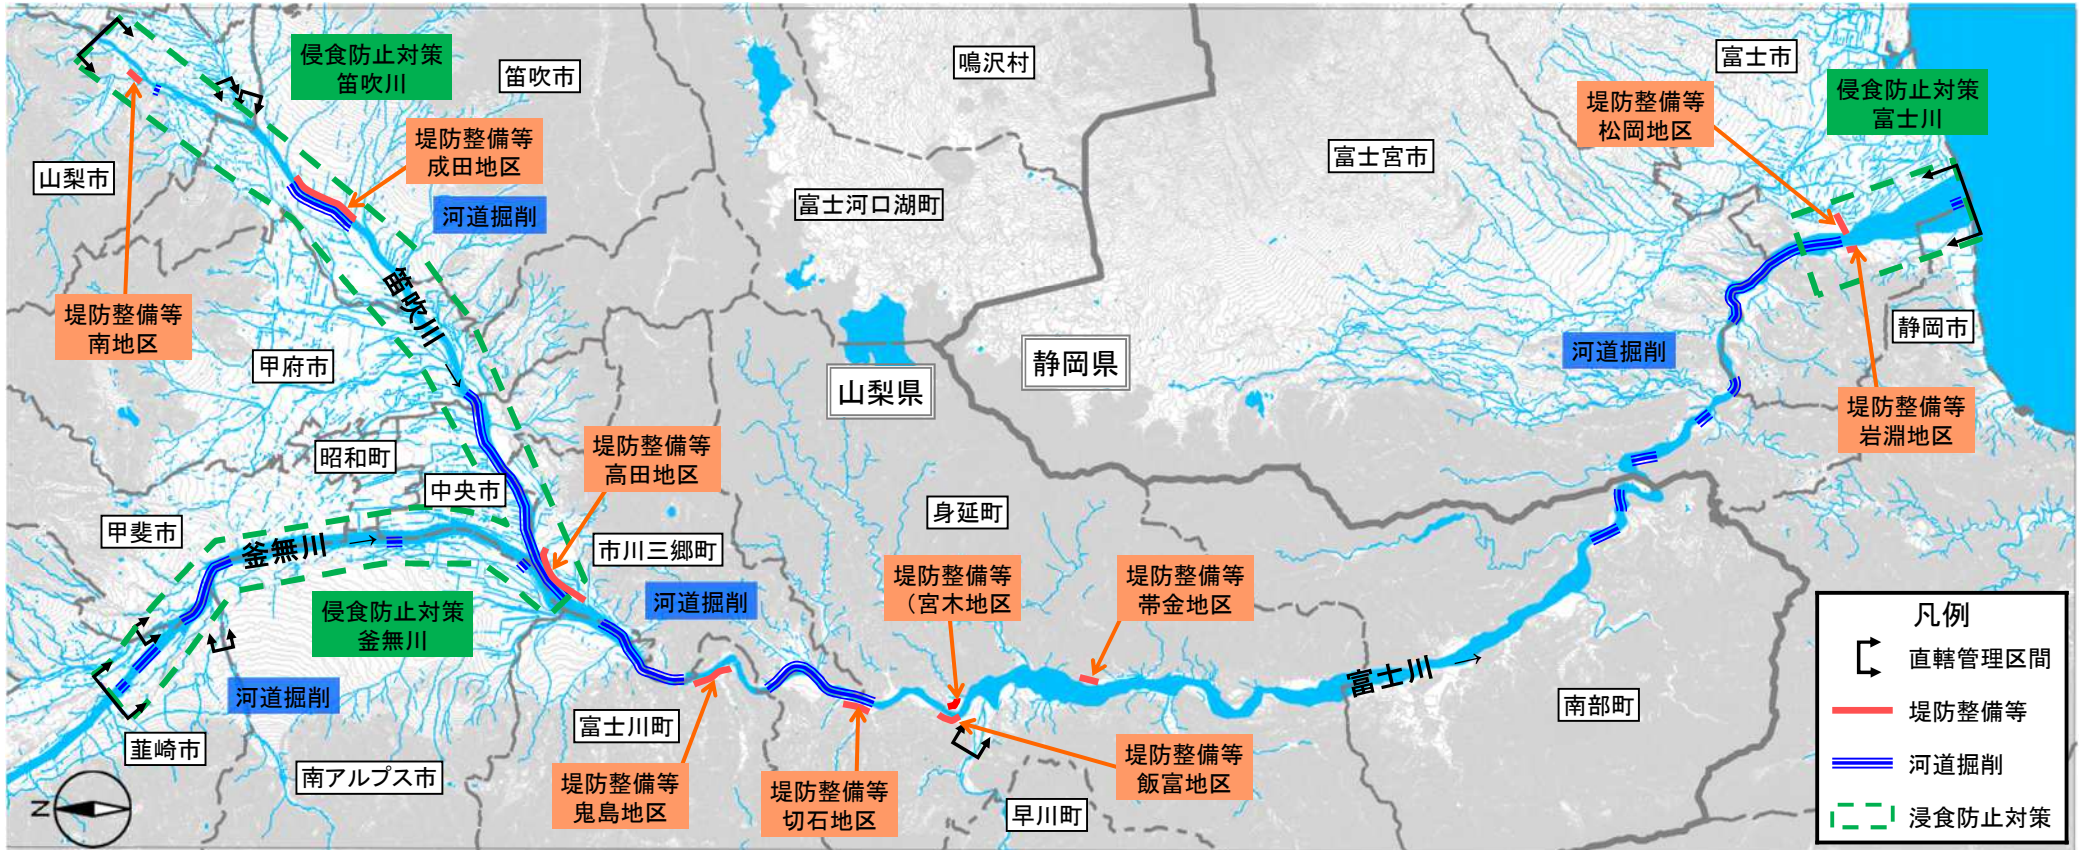 侵食防止対策
笛吹川
笛吹市
鳴沢村
富士市
堤防整備等
松岡地区
侵食防止対策
富士川
堤防整備等
成田地区
山梨市
富士宮市
富士河口湖町
河道掘削
笛吹川→
堤防整備等
南地区
甲府市
静岡県
山梨県
河道掘削
静岡市
堤防整備等
岩淵地区
昭和町
中央市
堤防整備等
高田地区
甲斐市
釜無川→
市川三郷町
身延町
侵食防止対策
釜無川
河道掘削
堤防整備等
（宮木地区
堤防整備等
帯金地区
河道掘削
韮崎市
南アルプス市
富士川町
堤防整備等
鬼島地区
堤防整備等
切石地区
堤防整備等
飯富地区
早川町
富士川→
南部町
凡例
直轄管理区間
堤防整備等
河道掘削
浸食防止対策
N